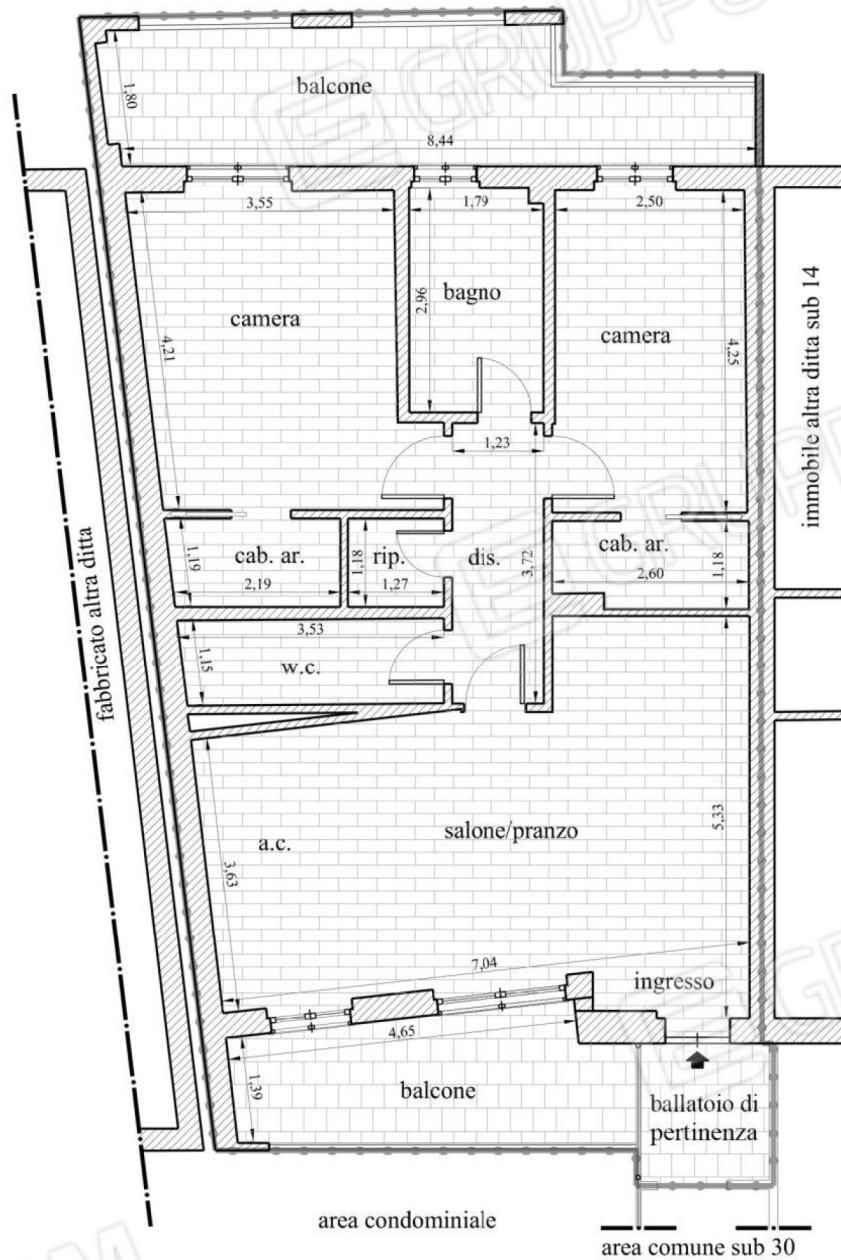 GRUPPO
balcone
1,80
8,44
3,55
1,79
2,50
2,96
bagno
camera
camera
4,21
4,25
immobile altra ditta sub 14
fabbricato altra ditta
1,23
cab. ar.
rip.
dis.
cab. ar.
1,19
2,19
1,18
1,27
3,72
2,60
1,18
3,53
w.c.
1,15
salone/pranzo
a.c.
5,33
3,63
7,04
ingresso
4,65
balcone
1,39
ballatoio di
pertinenza
area condominiale
area comune sub 30